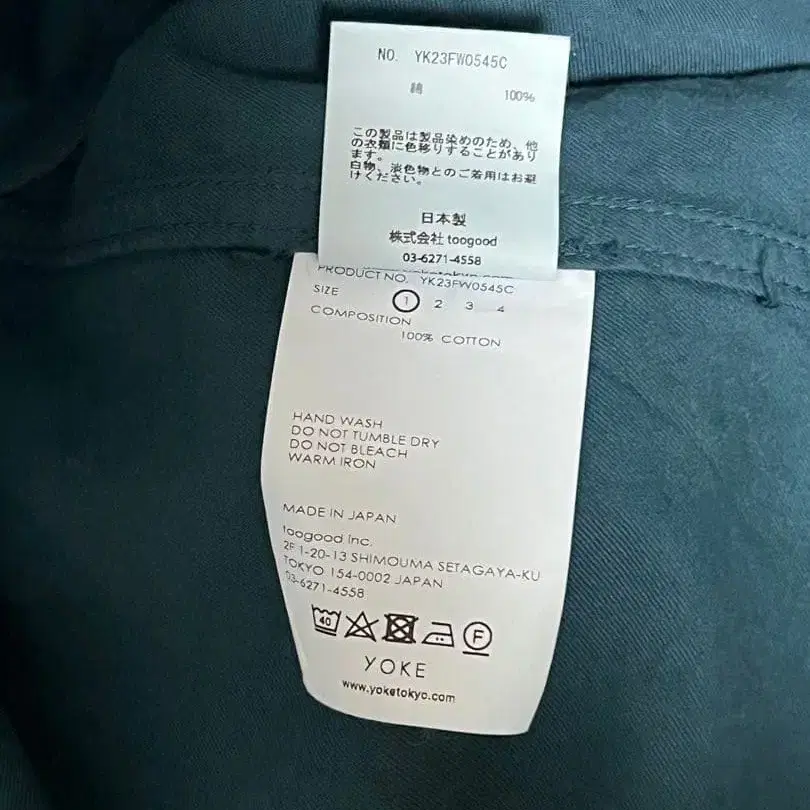 NO. YK23FW0545C
綿 100%
この製品は製品染めのため、他
の衣類に色移りすることがあり
ます。
白物、淡色物とのご着用はお避
けください。
日本製
株式会社 toogood
03-6271-4558
PRODUCT NO. YK23FW0545C
SIZE 1 2 3 4
COMPOSITION
100% COTTON
HAND WASH
DO NOT TUMBLE DRY
DO NOT BLEACH
WARM IRON
MADE IN JAPAN
toogood Inc.
2F 1-20-13 SHIMOUMA SETAGAYA-KU
TOKYO 154-0002 JAPAN
03-6271-4558
40 F
YOKE
www.yoketokyo.com